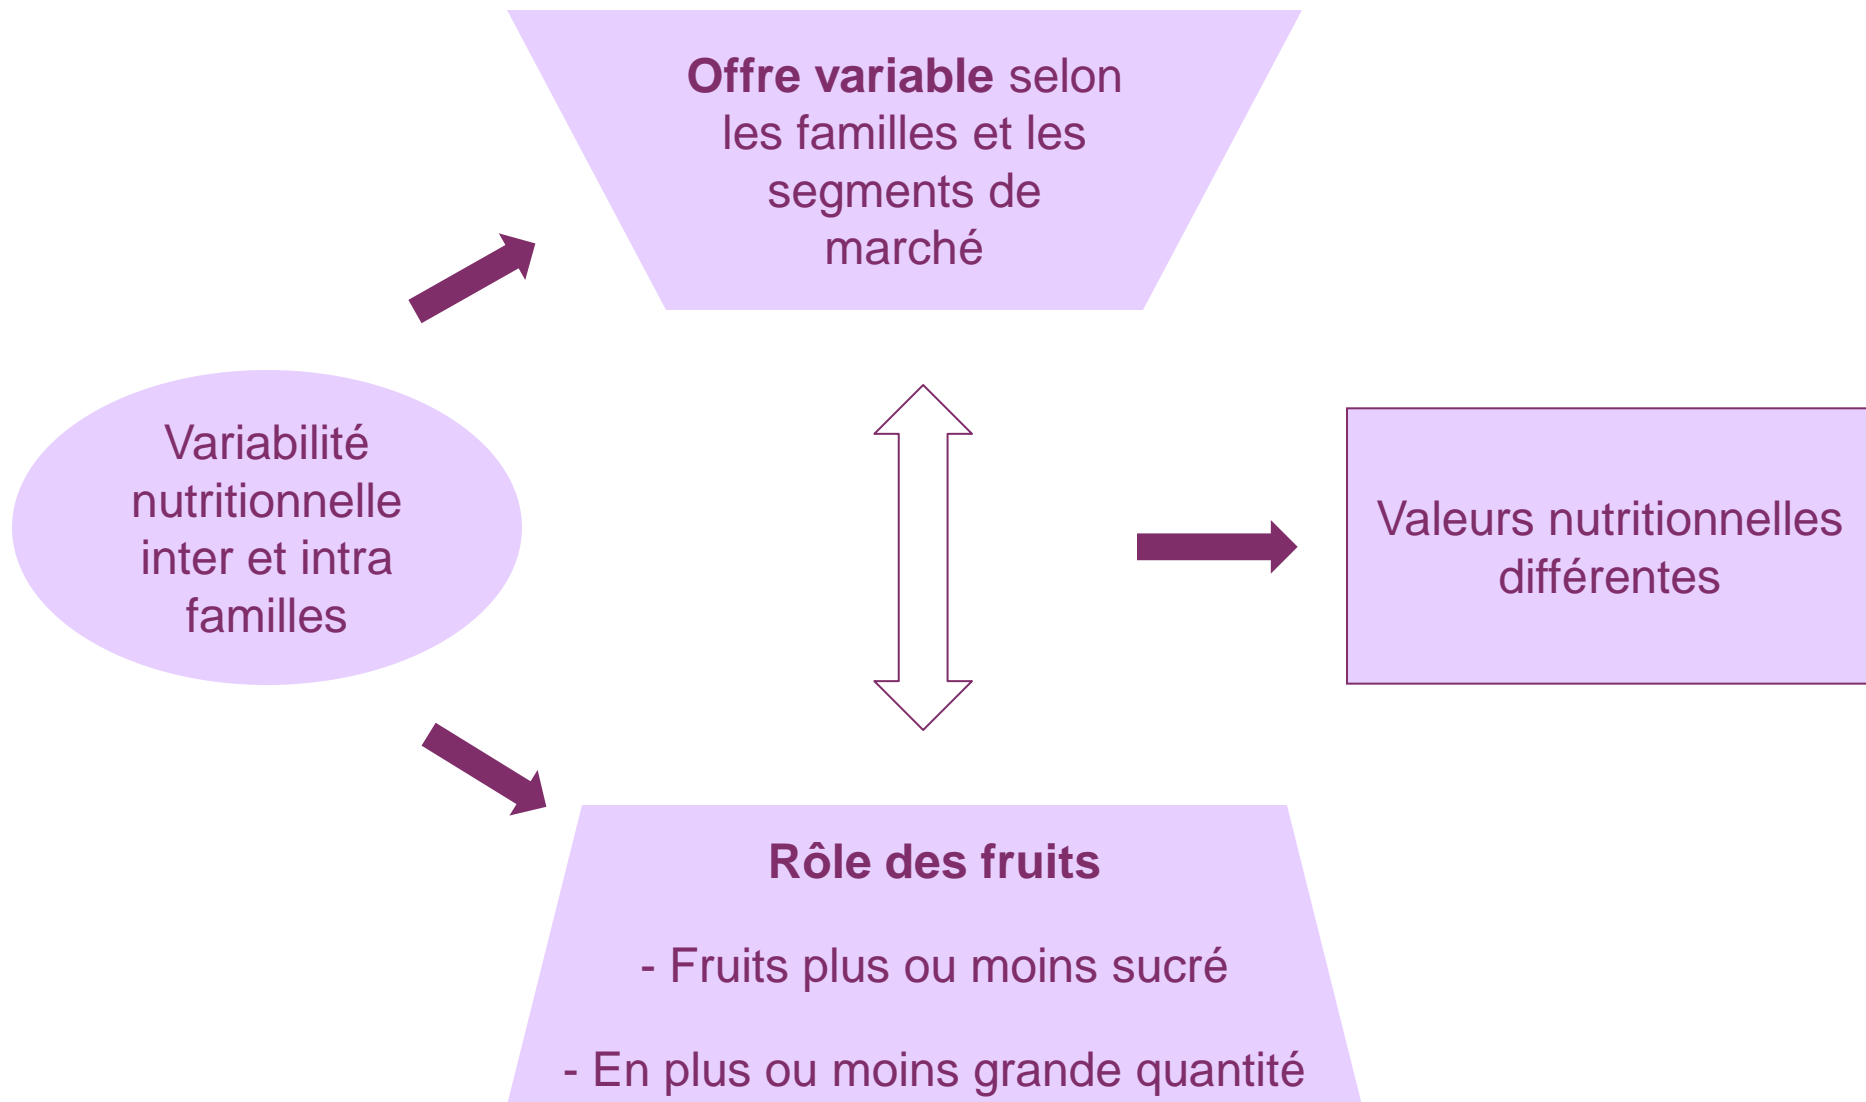 Offre variable selon
les familles et les
segments de
marché
Variabilité
nutritionnelle
inter et intra
familles
Valeurs nutritionnelles
différentes
Rôle des fruits
- Fruits plus ou moins sucré
- En plus ou moins grande quantité